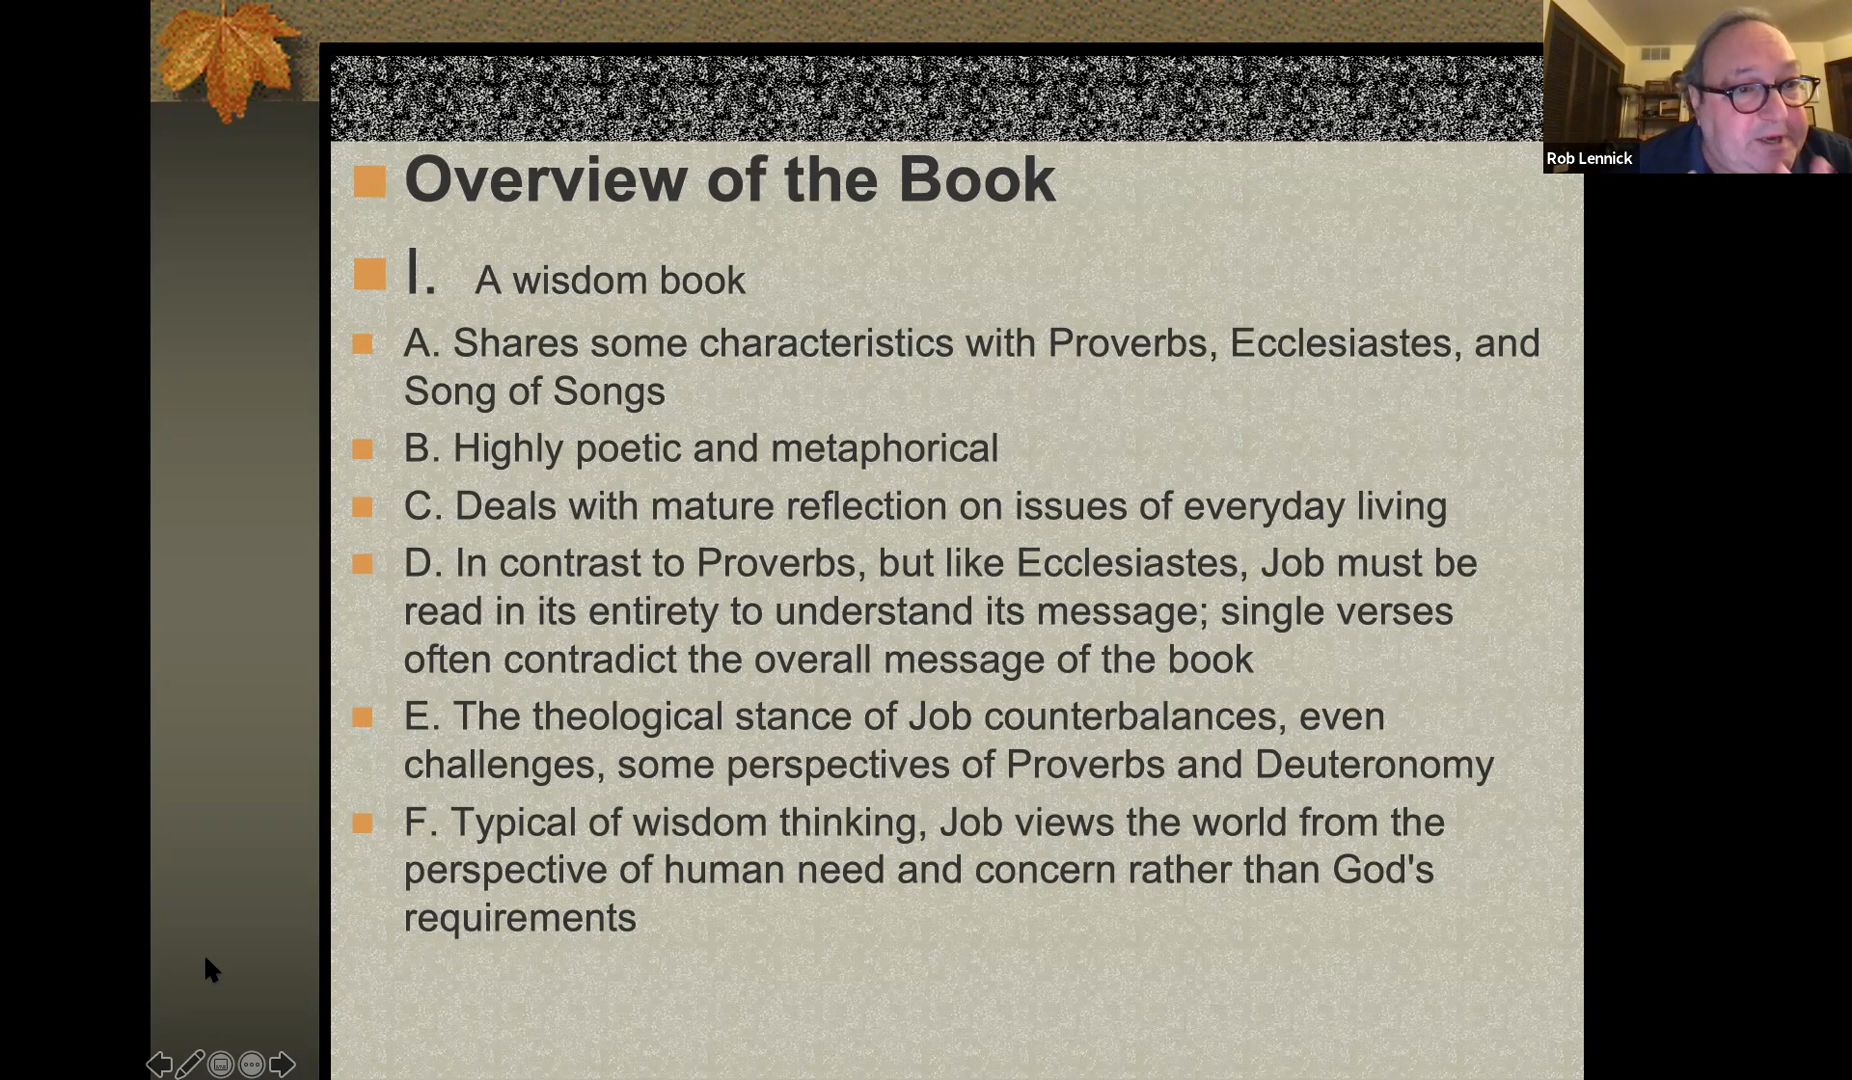 Overview of the Book
I. A wisdom book
A. Shares some characteristics with Proverbs, Ecclesiastes, and
Song of Songs
B. Highly poetic and metaphorical
C. Deals with mature reflection on issues of everyday living
D. In contrast to Proverbs, but like Ecclesiastes, Job must be
read in its entirety to understand its message; single verses
often contradict the overall message of the book
E. The theological stance of Job counterbalances, even
challenges, some perspectives of Proverbs and Deuteronomy
F. Typical of wisdom thinking, Job views the world from the
perspective of human need and concern rather than God's
requirements
Rob Lennick